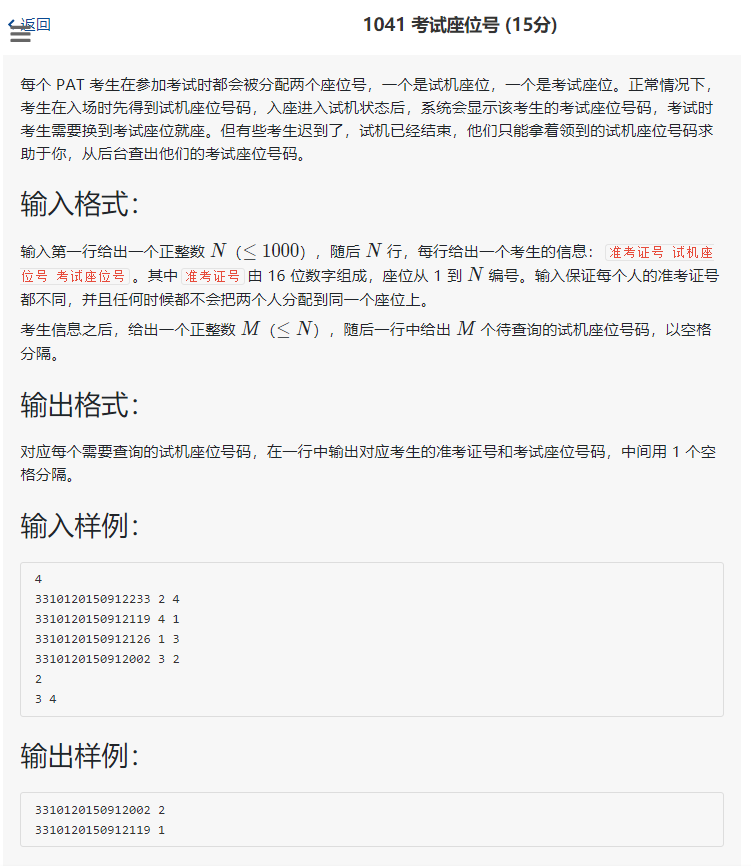 返回
1041 考试座位号 (15分)
每个 PAT 考生在参加考试时都会被分配两个座位号，一个是试机座位，一个是考试座位。正常情况下，
考生在入场时先得到试机座位号码，入座进入试机状态后，系统会显示该考生的考试座位号码，考试时
考生需要换到考试座位就座。但有些考生迟到了，试机已经结束，他们只能拿着领到的试机座位号码求
助于你，从后台查出他们的考试座位号码。
输入格式：
输入第一行给出一个正整数 N（≤ 1000），随后 N 行，每行给出一个考生的信息： 准考证号 试机座
位号 考试座位号 。其中 准考证号 由 16 位数字组成，座位从 1 到 N 编号。输入保证每个人的准考证号
都不同，并且任何时候都不会把两个人分配到同一个座位上。
考生信息之后，给出一个正整数 M（≤ N），随后一行中给出 M 个待查询的试机座位号码，以空格
分隔。
输出格式：
对应每个需要查询的试机座位号码，在一行中输出对应考生的准考证号和考试座位号码，中间用 1 个空
格分隔。
输入样例：
4
3310120150912233 2 4
3310120150912119 4 1
3310120150912126 1 3
3310120150912002 3 2
2
3 4
输出样例：
3310120150912002 2
3310120150912119 1